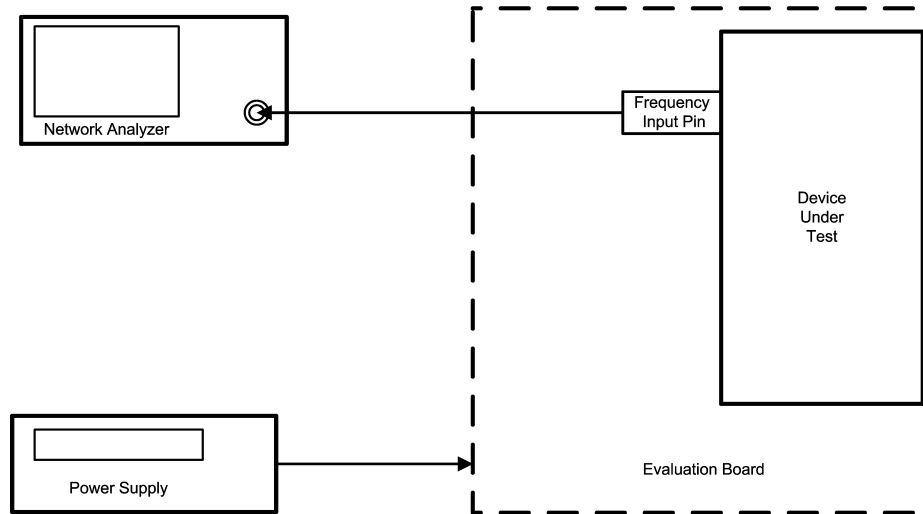 Network Analyzer
Frequency
Input Pin
Device
Under
Test
Power Supply
Evaluation Board